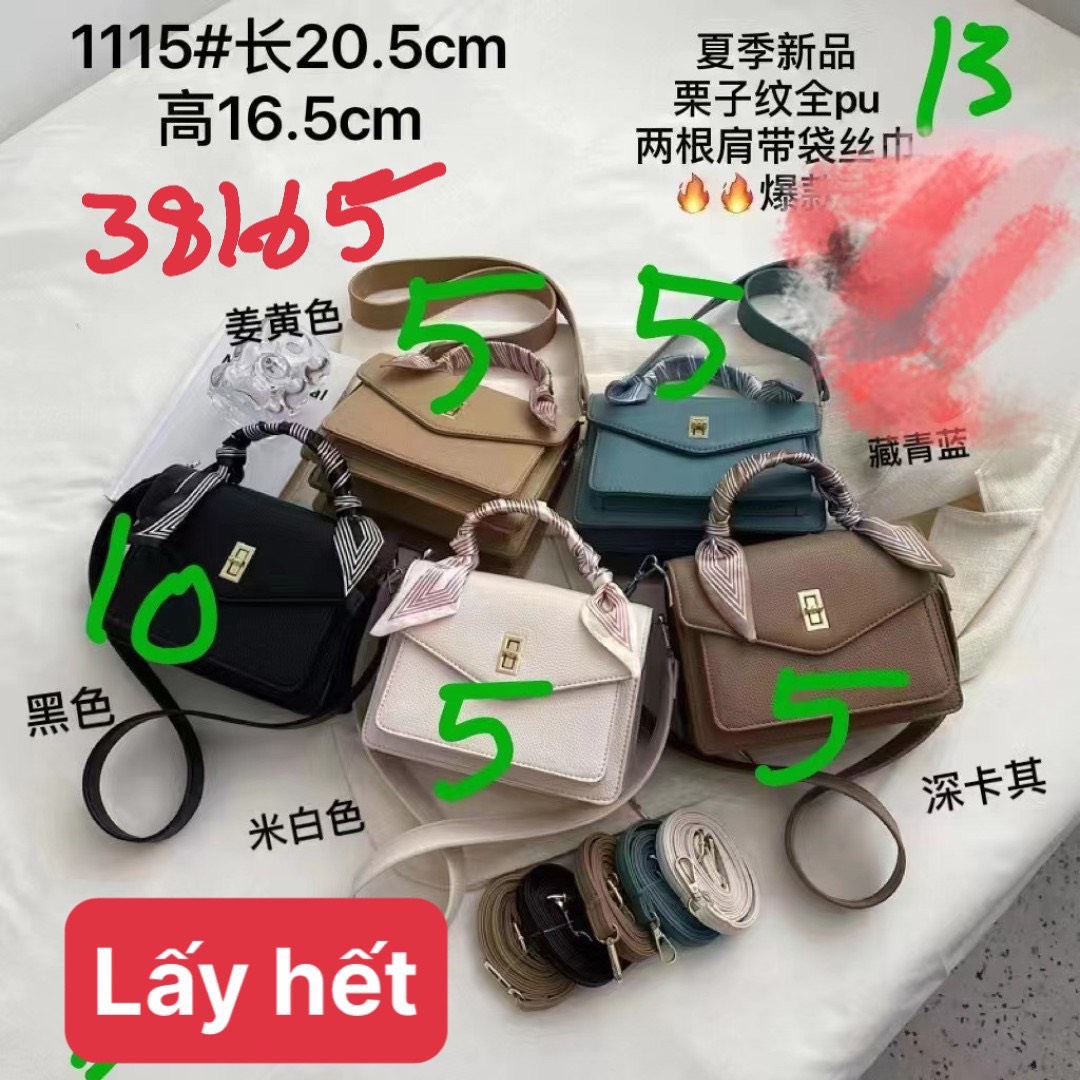 1115#长20.5cm
高16.5cm
夏季新品
栗子纹全pu
两根肩带袋丝巾
🔥🔥爆款
13
38165
姜黄色
5
5
藏青蓝
10
黑色
5
米白色
5
深卡其
Lấy hết